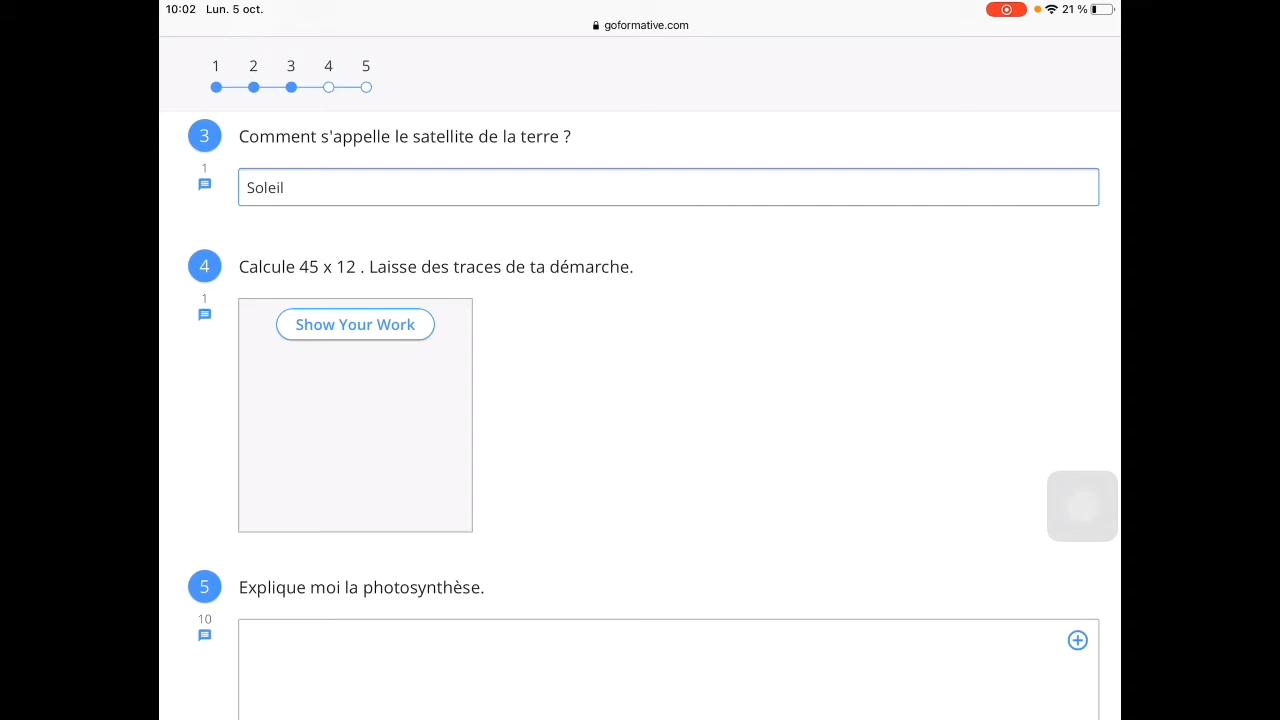 10:02 Lun. 5 oct.
21 %
goformative.com
1 2 3 4 5
3 Comment s'appelle le satellite de la terre ?
1
Soleil
4 Calcule 45 x 12 . Laisse des traces de ta démarche.
1
Show Your Work
5 Explique moi la photosynthèse.
10